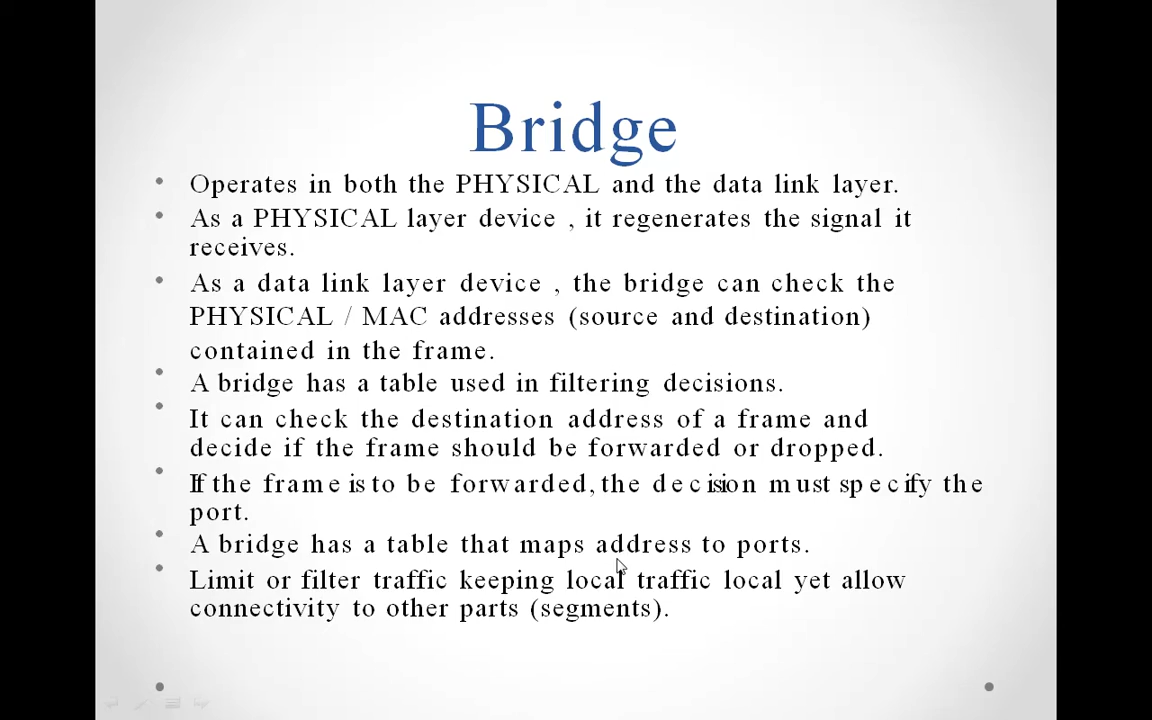 Bridge
• Operates in both the PHYSICAL and the data link layer.
• As a PHYSICAL layer device , it regenerates the signal it
receives.
• As a data link layer device , the bridge can check the
PHYSICAL / MAC addresses (source and destination)
contained in the frame.
• A bridge has a table used in filtering decisions.
• It can check the destination address of a frame and
decide if the frame should be forwarded or dropped.
• If the frame is to be forwarded, the decision must specify the
port.
• A bridge has a table that maps address to ports.
• Limit or filter traffic keeping local traffic local yet allow
connectivity to other parts (segments).